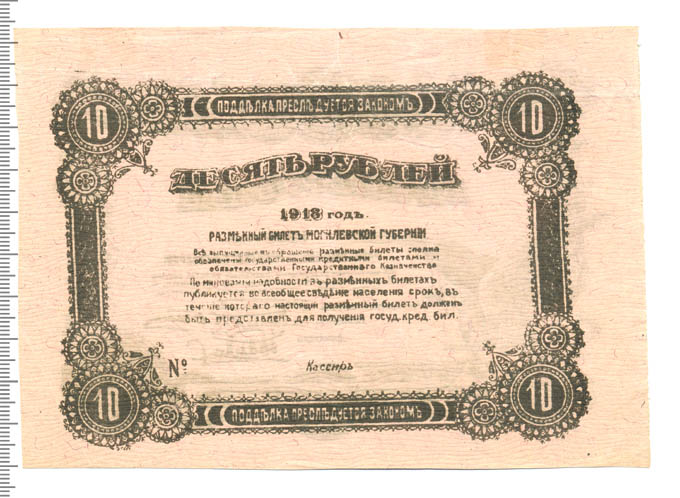 10 ПОДДѢЛКА ПРЕСЛѢДУЕТСЯ ЗАКОНОМЪ 10
ДЕСЯТЬ РУБЛЕЙ
1918 годъ.
РАЗМѢННЫЙ БИЛЕТЪ МОГИЛЕВСКОЙ ГУБЕРНІИ
Всѣ выпущенные въ обращеніе размѣнные билеты сполна
обезпечены государственными кредитными билетами и
обязательствами Государственнаго Казначейства
По минованіи надобности въ размѣнныхъ билетахъ
публикуется во всеобщее свѣдѣніе населенія срокъ, въ
теченіе котораго настоящій размѣнный билетъ долженъ
быть представленъ для полученія госуд. кред. бил.
№ Кассиръ
10 ПОДДѢЛКА ПРЕСЛѢДУЕТСЯ ЗАКОНОМЪ 10